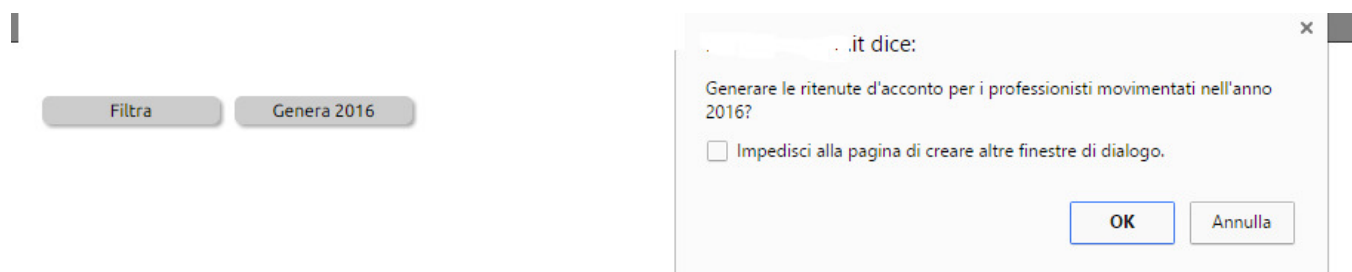 .it dice:
Filtra
Genera 2016
Generare le ritenute d'acconto per i professionisti movimentati nell'anno
2016?
Impedisci alla pagina di creare altre finestre di dialogo.
OK
Annulla